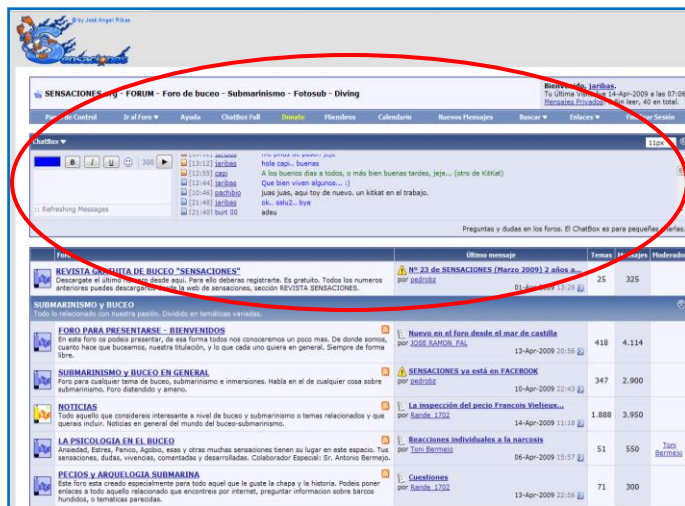 © by José Angel Ribas
Sensaciones
SENSACIONES.org - FORUM - Foro de buceo - Submarinismo - Fotosub - Diving
Bienvenido, jaribas.
Tu Última Visita fue 14-Apr-2009 a las 07:06
Mensajes Privados: Sin leer, 40 en total.
Panel de Control Ir al Foro Ayuda ChatBox Full Donate Miembros Calendario Nuevos Mensajes Buscar Enlaces Finalizar Sesión
ChatBox 11px
B I U 300
[13:12] jaribas hola capi.. buenas
[12:55] capi A los buenos dias a todos, o más bien buenas tardes, jeje... (otro de KitKat)
[12:44] jaribas Que bien viven algunos... :)
[10:46] pachibio juas juas, aqui toy de nuevo. un kitkat en el trabajo.
[21:48] jaribas ok.. salu2.. bye
[21:48] burt 00 adeu
:: Refreshing Messages
Preguntas y dudas en los foros. El ChatBox es para pequeñas charlas.
Foro Último mensaje Temas Mensajes Moderador
REVISTA GRATUITA DE BUCEO "SENSACIONES"
Descargate el último numero desde aqui. Para ello deberas registrarte. Es gratuito. Todos los numeros
anteriores puedes descargarlos desde la web de sensaciones, sección REVISTA SENSACIONES.
Nº 23 de SENSACIONES (Marzo 2009) 2 años a...
por pedrobz
01-Apr-2009 13:28
25 325
SUBMARINISMO y BUCEO
Todo lo relacionado con nuestra pasión. Dividido en temáticas variadas.
FORO PARA PRESENTARSE - BIENVENIDOS
En este foro os podeis presentar, de esa forma todos nos conoceremos un poco mas. De donde somos,
cuanto hace que buceamos, nuestra titulación, y lo que cada uno quiera en general. Siempre de forma
libre.
Nuevo en el foro desde el mar de castilla
por JOSE RAMON PAL
13-Apr-2009 20:56
418 4.114
SUBMARINISMO y BUCEO EN GENERAL
Foro para cualquier tema de buceo, submarinismo e inmersiones. Habla en el de cualquier cosa sobre
submarinismo. Foro distendido y ameno.
SENSACIONES ya está en FACEBOOK
por pedrobz
10-Apr-2009 22:43
347 2.900
NOTICIAS
Todo aquello que considereis interesante a nivel de buceo y submarinismo o temas relacionados y que
querais incluir. Noticias en general del mundo del buceo-submarinismo.
La inspección del pecio Francois Vieljeux...
por Rande_1702
14-Apr-2009 11:18
1.888 3.950
LA PSICOLOGIA EN EL BUCEO
Ansiedad, Estres, Panico, Agobio, esas y otras muchas sensaciones tienen su lugar en este espacio. Tus
sensaciones, dudas, vivencias, comentadas y desarrolladas. Colaborador Especial: Sr. Antonio Bermejo.
Reacciones individuales a la narcosis
por Toni Bermejo
06-Apr-2009 15:57
51 550
Toni
Bermejo
PECIOS y ARQUELOGIA SUBMARINA
Este foro esta creado especialmente para todo aquel que le guste la chapa y la historia. Podeis poner
enlaces a todo aquello relacionado que encontreis por internet, preguntar informacion sobre barcos
hundidos, o tematicas parecidas.
Cuestiones
por Rande_1702
13-Apr-2009 22:56
71 300